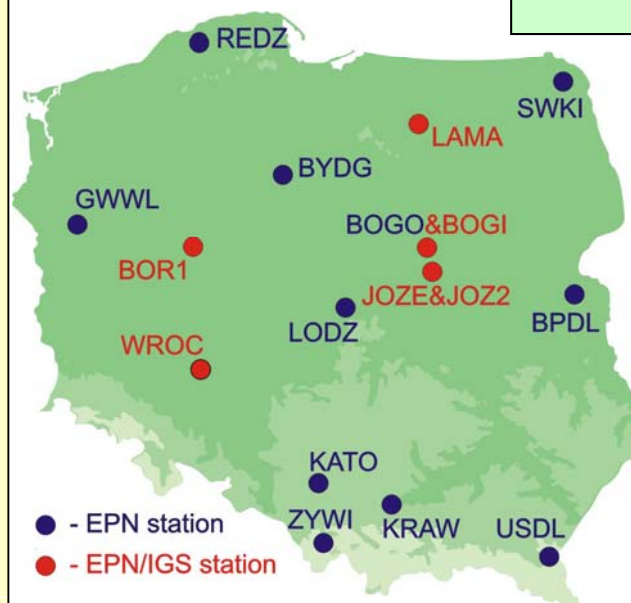 REDZ
SWKI
LAMA
BYDG
GWWL
BOGO&BOGI
BOR1
JOZE&JOZ2
BPDL
LODZ
WROC
KATO
KRAW
ZYWI
USDL
- EPN station
- EPN/IGS station